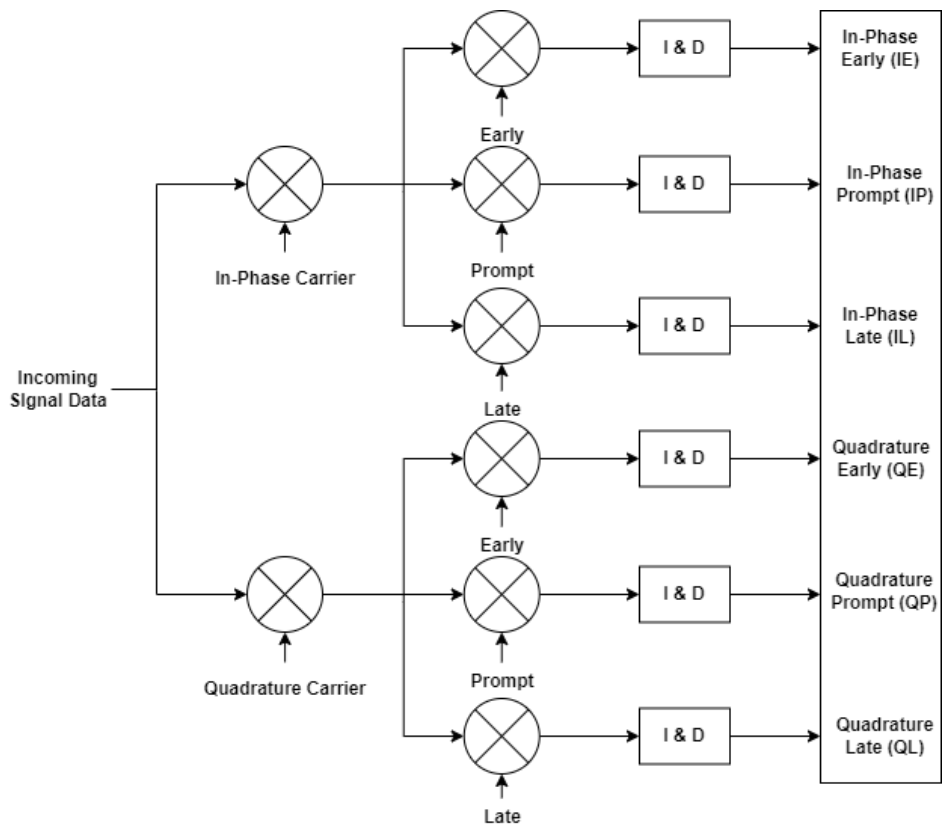 I & D
In-Phase
Early (IE)
Early
I & D
In-Phase
Prompt (IP)
In-Phase Carrier
Prompt
I & D
In-Phase
Late (IL)
Incoming
SIgnal Data
Late
I & D
Quadrature
Early (QE)
Early
I & D
Quadrature
Prompt (QP)
Quadrature Carrier
Prompt
I & D
Quadrature
Late (QL)
Late